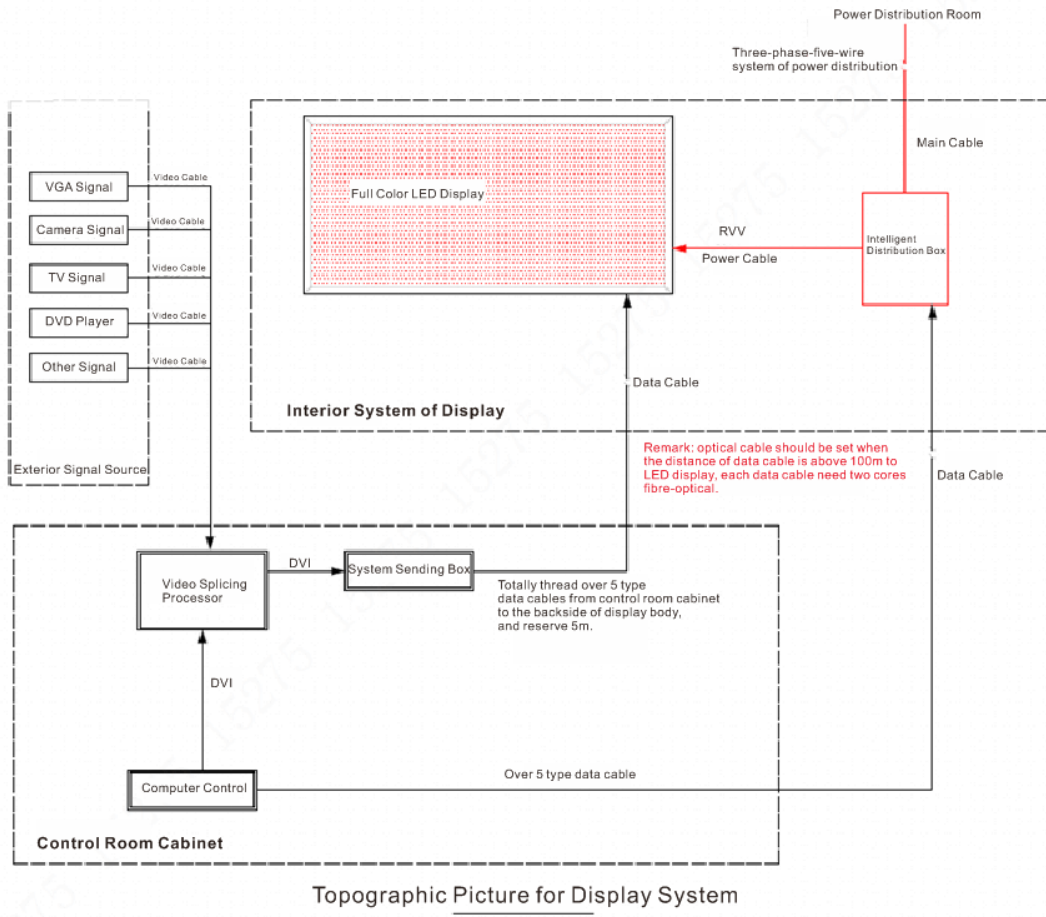 Power Distribution Room
Three-phase-five-wire
system of power distribution
Main Cable
VGA Signal
Video Cable
Camera Signal
Video Cable
TV Signal
Video Cable
DVD Player
Video Cable
Other Signal
Video Cable
Exterior Signal Source
Full Color LED Display
RVV
Power Cable
Intelligent
Distribution Box
Data Cable
Interior System of Display
Remark: optical cable should be set when
the distance of data cable is above 100m to
LED display, each data cable need two cores
fibre-optical.
Data Cable
Video Splicing
Processor
DVI
System Sending Box
Totally thread over 5 type
data cables from control room cabinet
to the backside of display body,
and reserve 5m.
DVI
Computer Control
Over 5 type data cable
Control Room Cabinet
Topographic Picture for Display System
15275 15275 15275 15275 15275